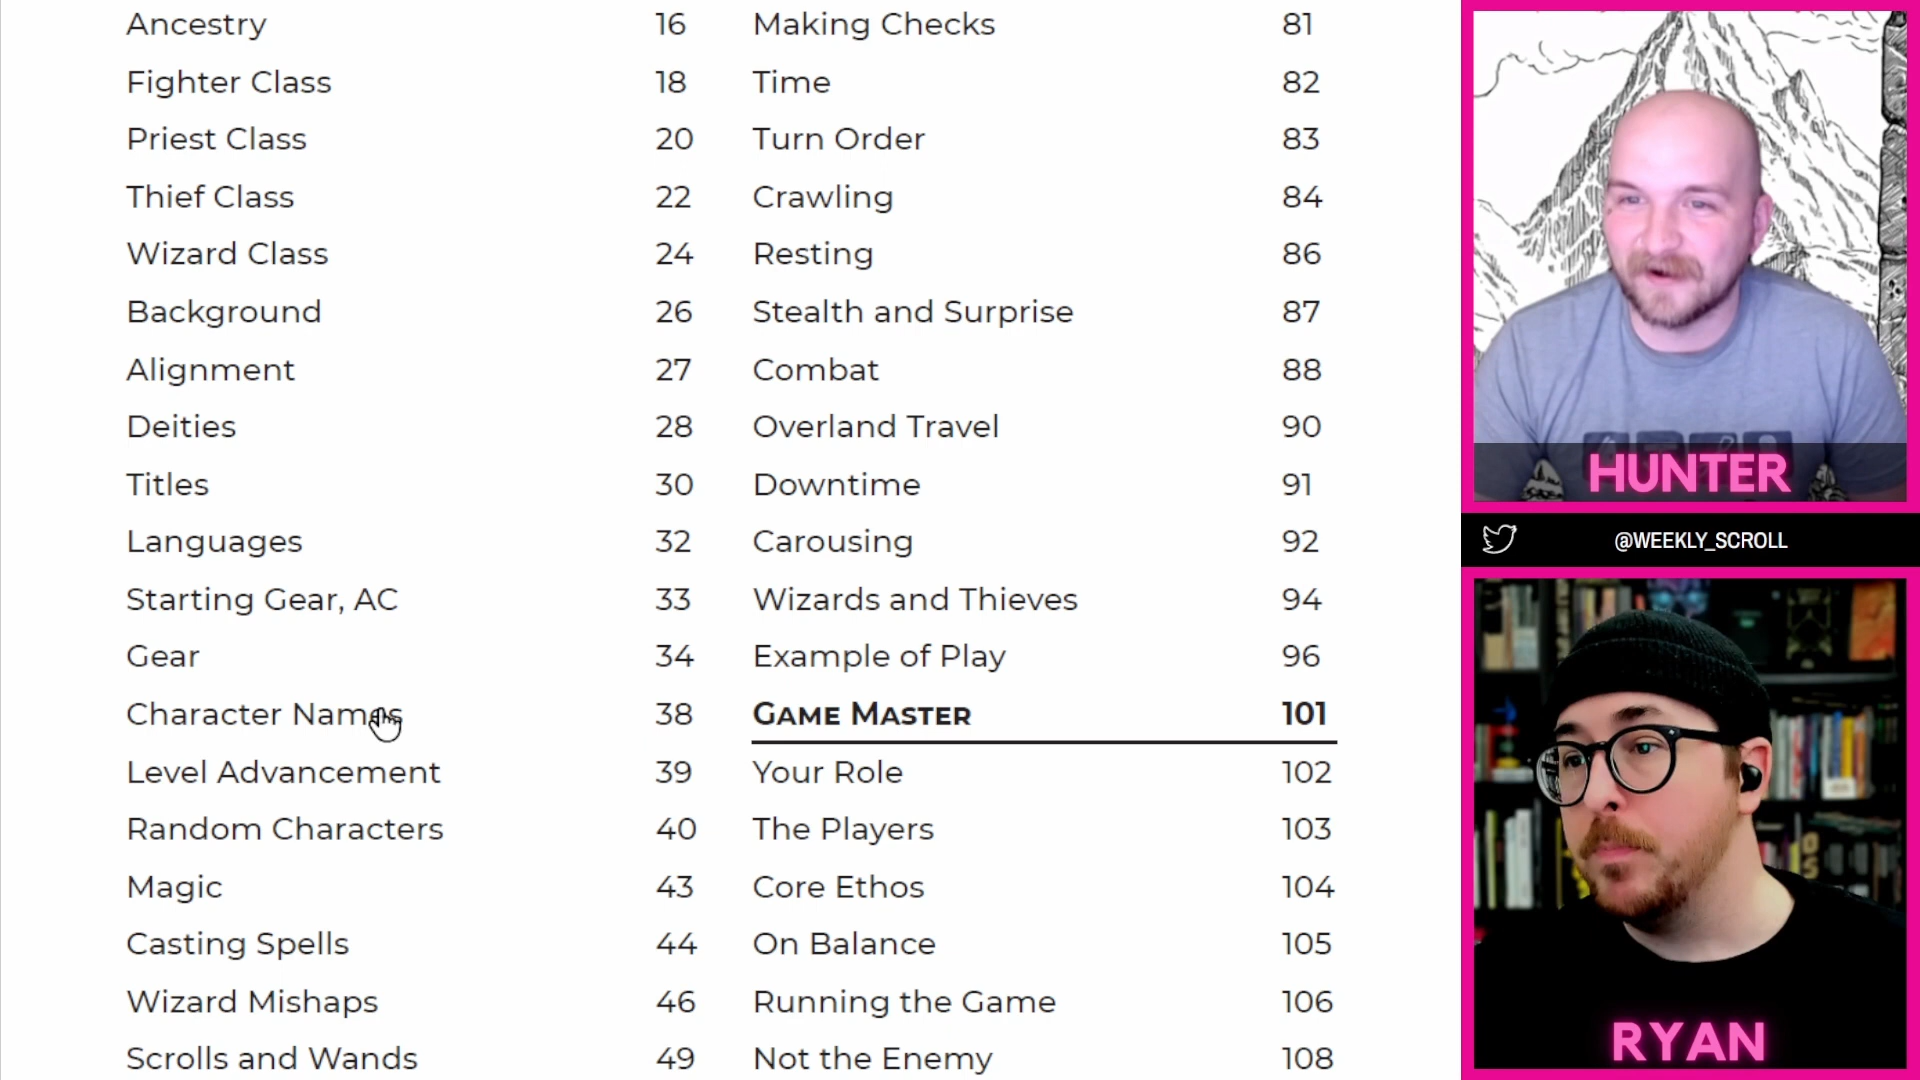 Ancestry 16
Fighter Class 18
Priest Class 20
Thief Class 22
Wizard Class 24
Background 26
Alignment 27
Deities 28
Titles 30
Languages 32
Starting Gear, AC 33
Gear 34
Character Names 38
Level Advancement 39
Random Characters 40
Magic 43
Casting Spells 44
Wizard Mishaps 46
Scrolls and Wands 49
Making Checks 81
Time 82
Turn Order 83
Crawling 84
Resting 86
Stealth and Surprise 87
Combat 88
Overland Travel 90
Downtime 91
Carousing 92
Wizards and Thieves 94
Example of Play 96
GAME MASTER 101
Your Role 102
The Players 103
Core Ethos 104
On Balance 105
Running the Game 106
Not the Enemy 108
HUNTER
@WEEKLY_SCROLL
RYAN